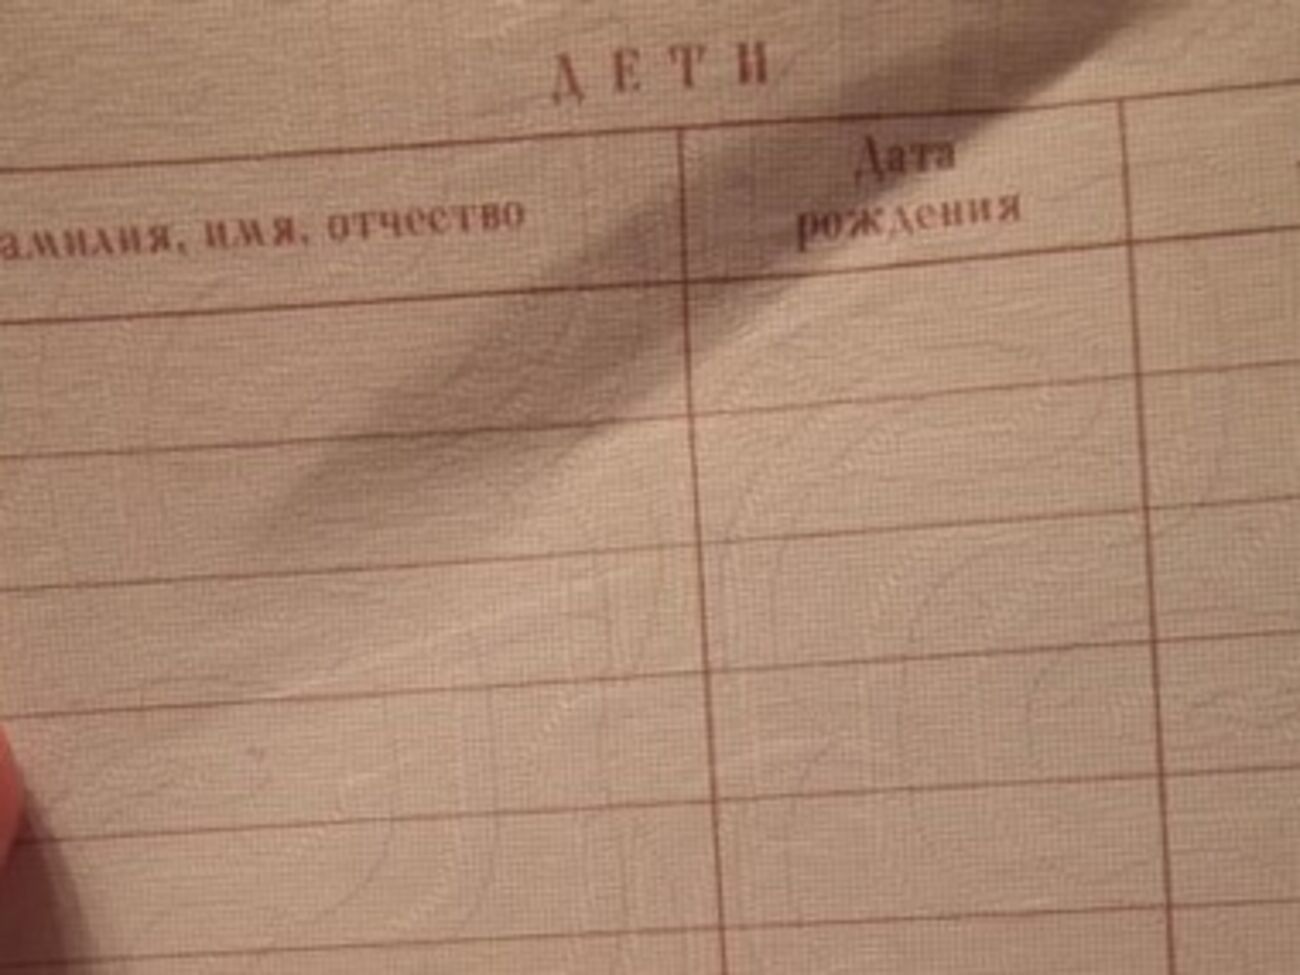 ДЕТИ
амилия, имя, отчество
Дата
рождения